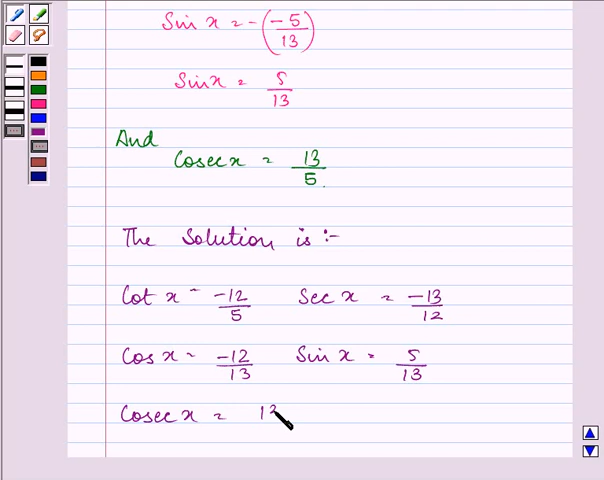 Sin x = -(-5/13)
Sin x = 5/13
And
Cosec x = 13/5
The Solution is :-
Cot x = -12/5 Sec x = -13/12
Cos x = -12/13 Sin x = 5/13
Cosec x = 13